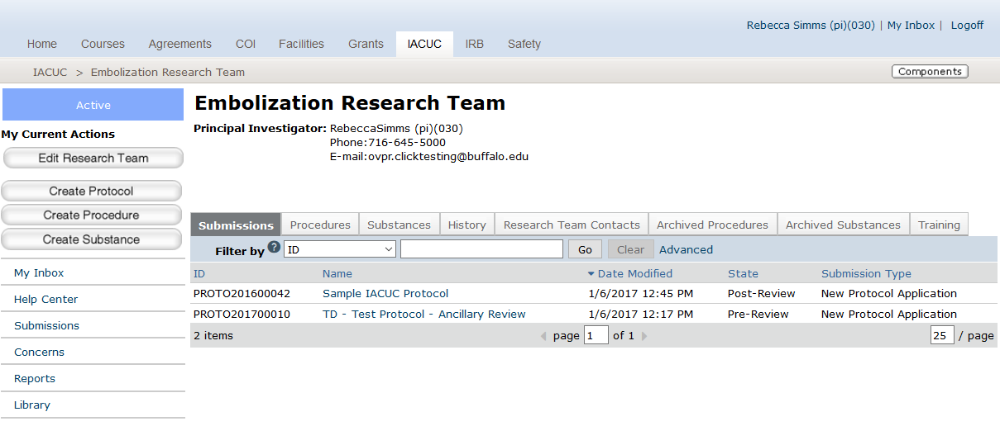 Rebecca Simms (pi)(030) | My Inbox | Logoff
Home Courses Agreements COI Facilities Grants IACUC IRB Safety
IACUC > Embolization Research Team
Components
Active
My Current Actions
Edit Research Team
Create Protocol
Create Procedure
Create Substance
My Inbox
Help Center
Submissions
Concerns
Reports
Library
Embolization Research Team
Principal Investigator: RebeccaSimms (pi)(030)
Phone:716-645-5000
E-mail:ovpr.clicktesting@buffalo.edu
Submissions Procedures Substances History Research Team Contacts Archived Procedures Archived Substances Training
Filter by ? ID Go Clear Advanced
ID Name Date Modified State Submission Type
PROTO201600042 Sample IACUC Protocol 1/6/2017 12:45 PM Post-Review New Protocol Application
PROTO201700010 TD - Test Protocol - Ancillary Review 1/6/2017 12:17 PM Pre-Review New Protocol Application
2 items page 1 of 1 25 / page